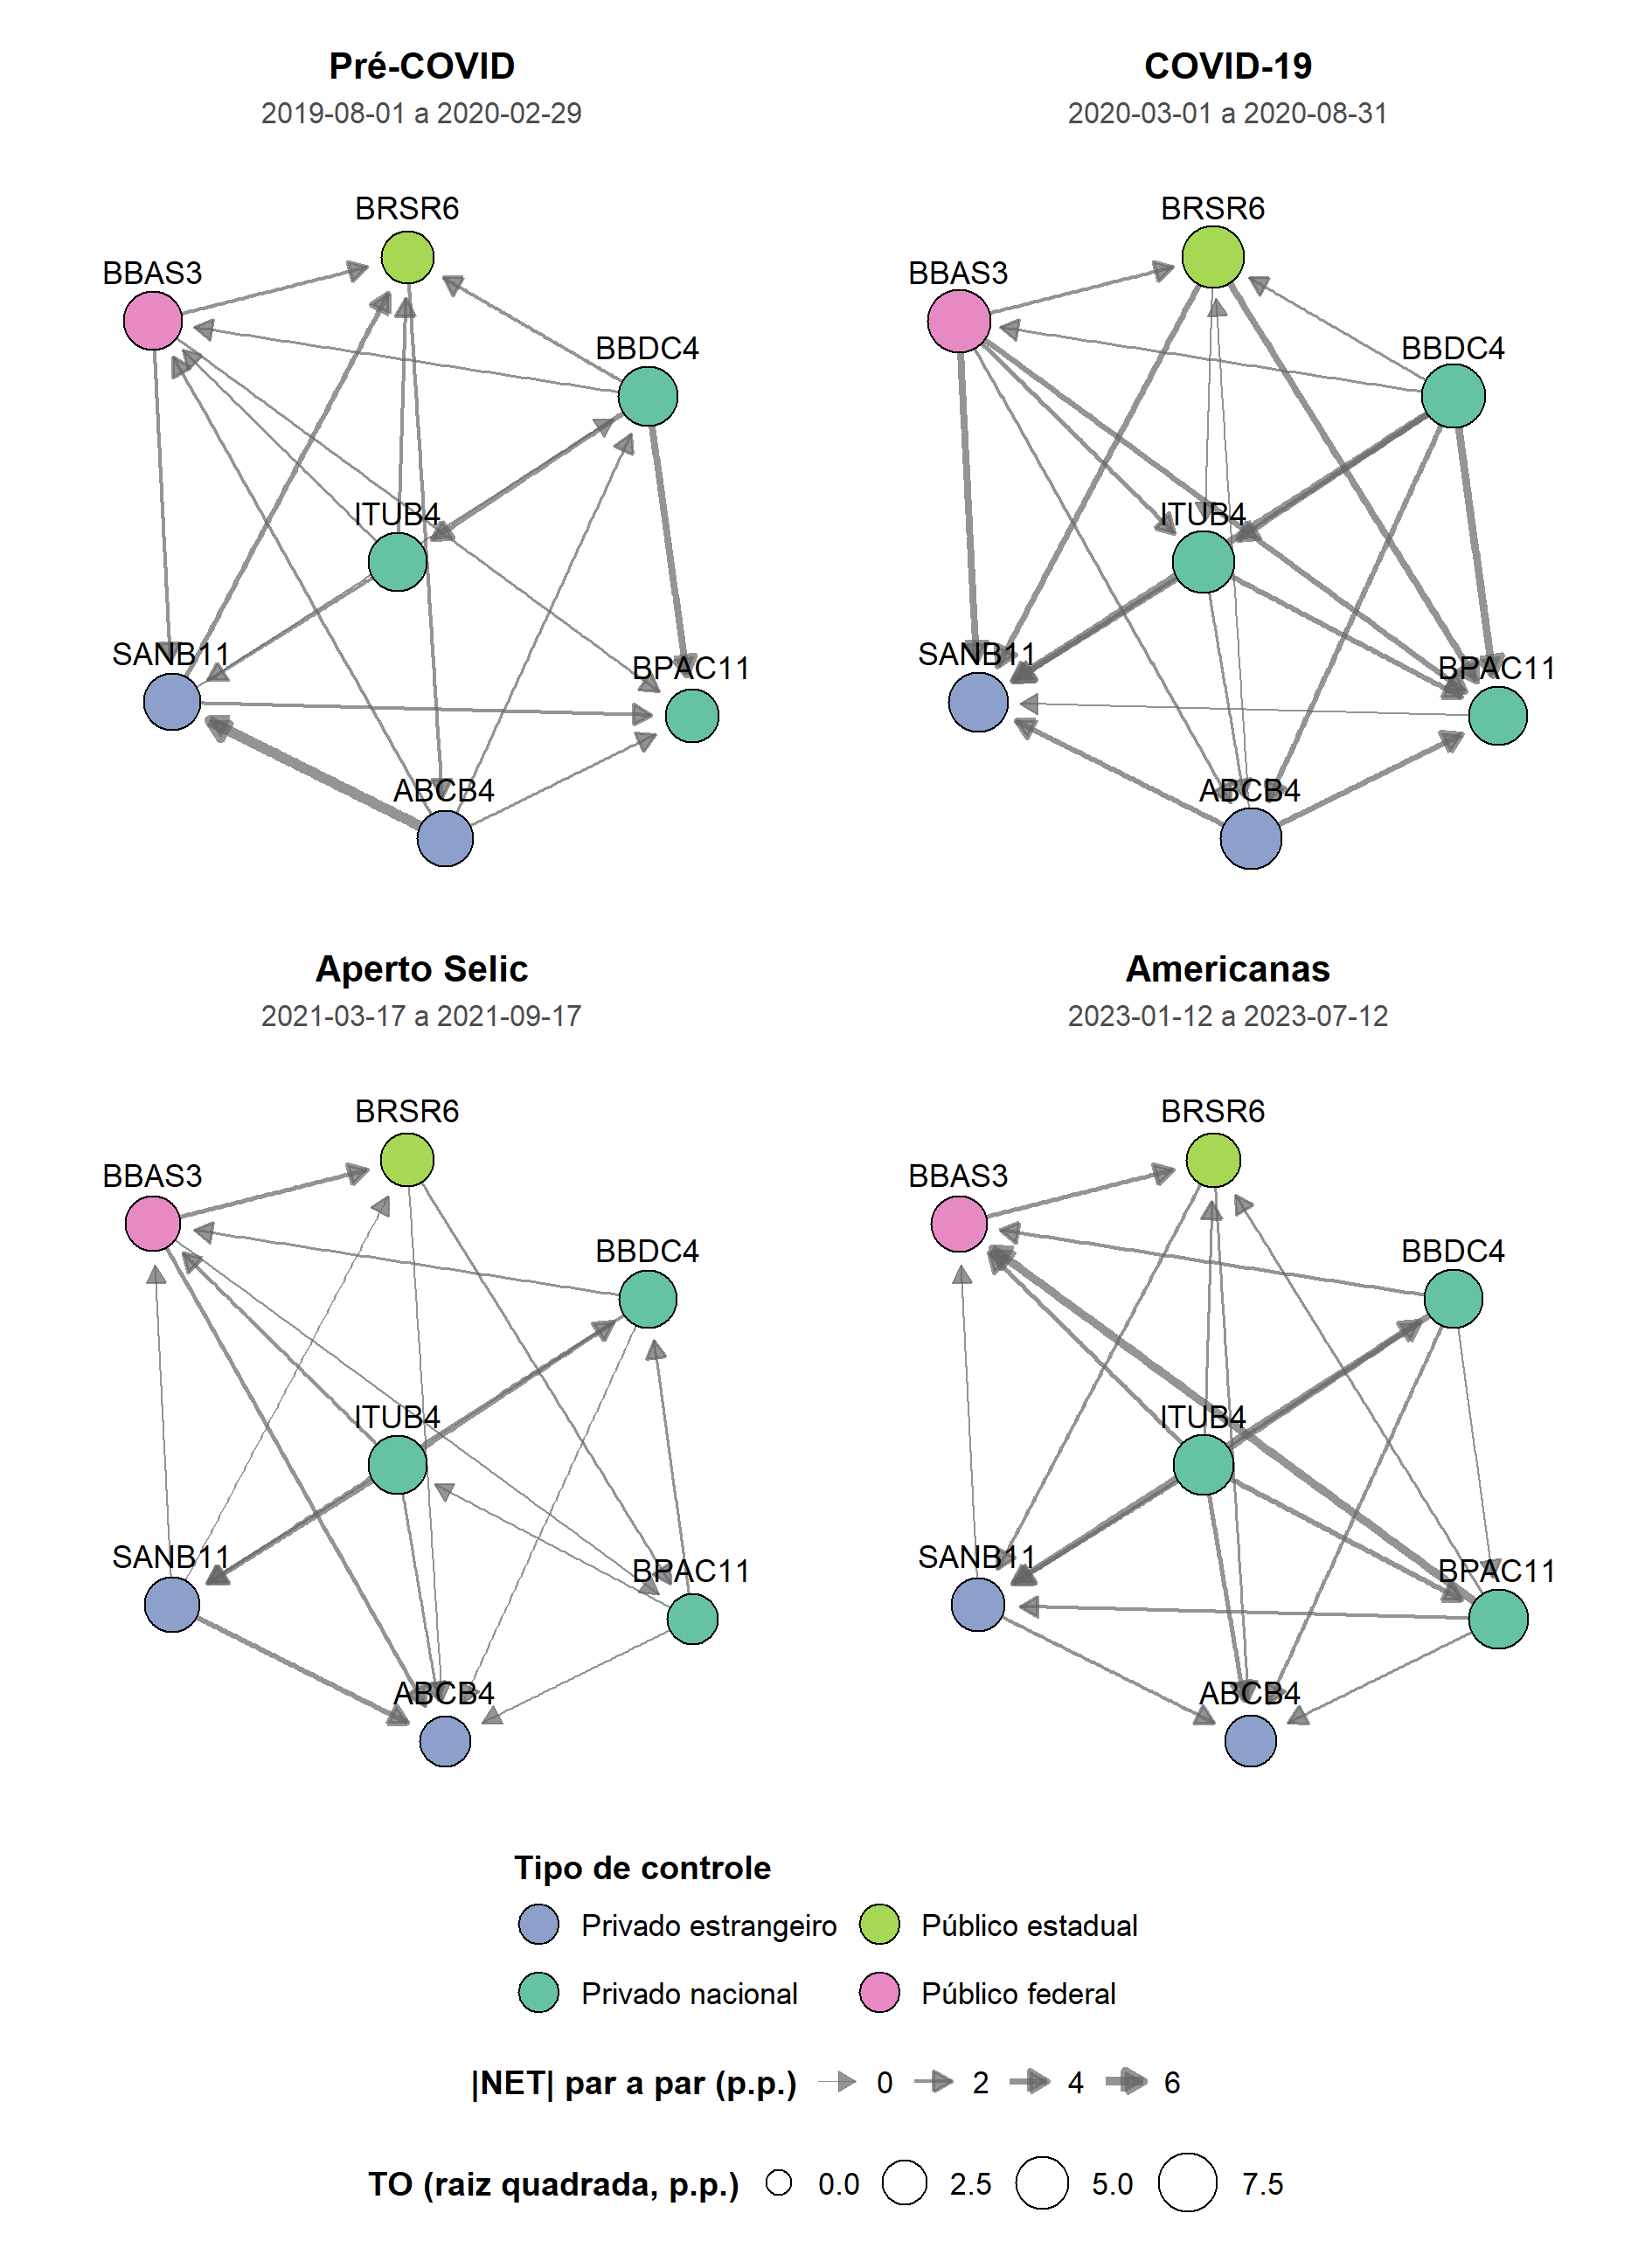 Pré-COVID
2019-08-01 a 2020-02-29
BRSR6
BBAS3
BBDC4
ITUB4
SANB11
BPAC11
ABCB4
COVID-19
2020-03-01 a 2020-08-31
BRSR6
BBAS3
BBDC4
ITUB4
SANB11
BPAC11
ABCB4
Aperto Selic
2021-03-17 a 2021-09-17
BRSR6
BBAS3
BBDC4
ITUB4
SANB11
BPAC11
ABCB4
Americanas
2023-01-12 a 2023-07-12
BRSR6
BBAS3
BBDC4
ITUB4
SANB11
BPAC11
ABCB4
Tipo de controle
Privado estrangeiro
Público estadual
Privado nacional
Público federal
|NET| par a par (p.p.) 0 2 4 6
TO (raiz quadrada, p.p.) 0.0 2.5 5.0 7.5